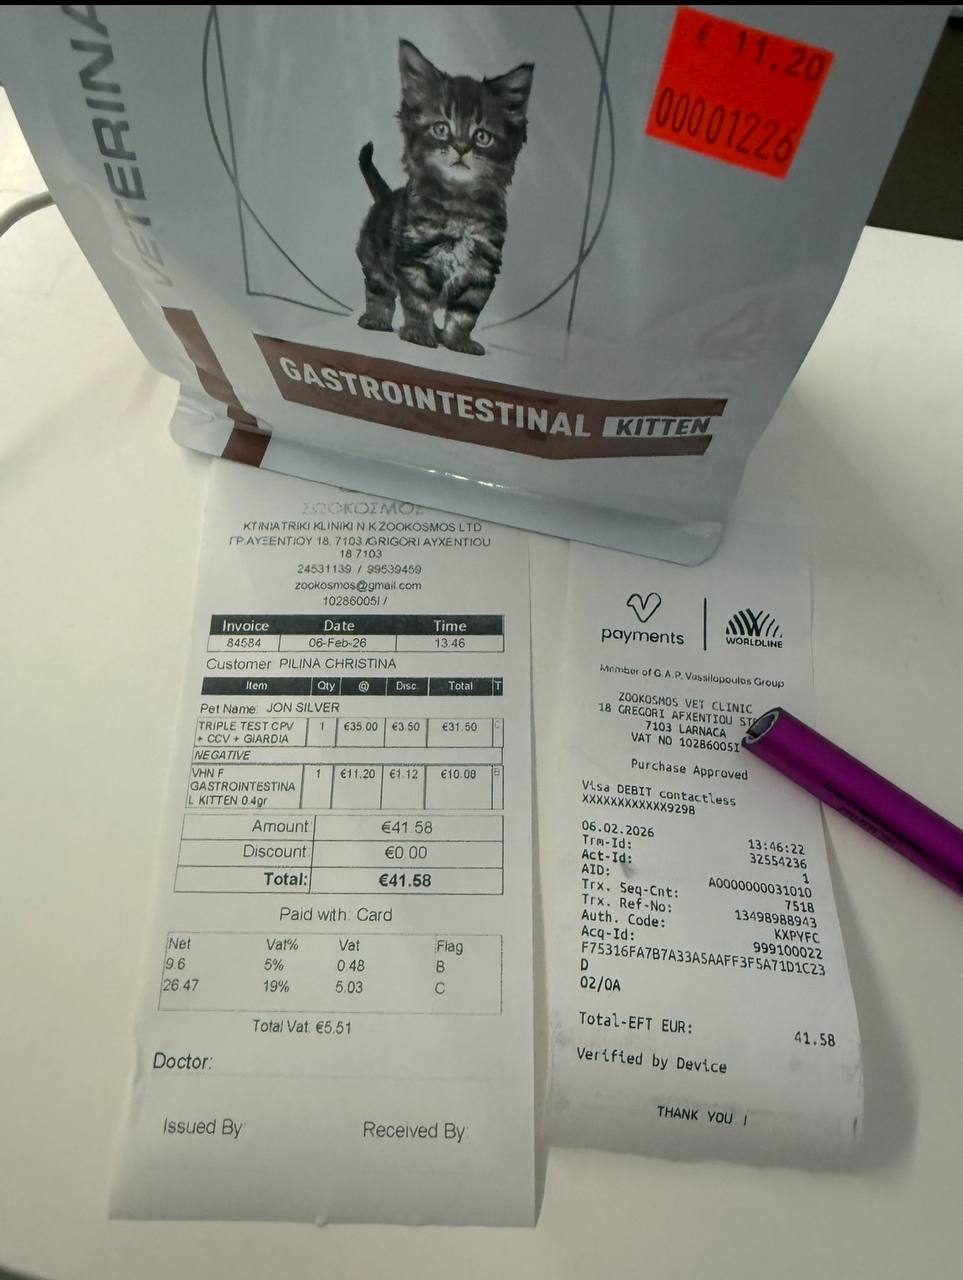 VETERINA
€ 11.20
00001226
GASTROINTESTINAL KITTEN
ΖΩΟΚΟΣΜΟΣ
KTINIATRIKI KLINIKI N K ZOOKOSMOS LTD
ΓΡ.ΑΥΞΕΝΤΙΟΥ 18, 7103 /GRIGORI AYXENTIOU
18 7103
24531139 / 99539459
zookosmos@gmail.com
10286005I /
Invoice Date Time
84584 06-Feb-26 13:46
Customer PILINA CHRISTINA
Item Qty @ Disc. Total T
Pet Name: JON SILVER
TRIPLE TEST CPV 1 €35.00 €3.50 €31.50 C
+ CCV + GIARDIA
NEGATIVE
VHN F 1 €11.20 €1.12 €10.08 B
GASTROINTESTINA
L KITTEN 0.4gr
Amount: €41.58
Discount: €0.00
Total: €41.58
Paid with: Card
Net Vat% Vat Flag
9.6 5% 0.48 B
26.47 19% 5.03 C
Total Vat: €5.51
Doctor:
Issued By: Received By:
payments WORLDLINE
Member of G.A.P. Vassilopoulos Group
ZOOKOSMOS VET CLINIC
18 GREGORI AFXENTIOU ST
7103 LARNACA
VAT NO 10286005I
Purchase Approved
Visa DEBIT contactless
XXXXXXXXXXXX9298
06.02.2026 13:46:22
Trm-Id: 32554236
Act-Id: 1
AID: A0000000031010
Trx. Seq-Cnt: 7518
Trx. Ref-No: 13498988943
Auth. Code: KXPYFC
Acq-Id: 999100022
F75316FA7B7A33A5AAFF3F5A71D1C23
D
02/0A
Total-EFT EUR: 41.58
Verified by Device
THANK YOU !